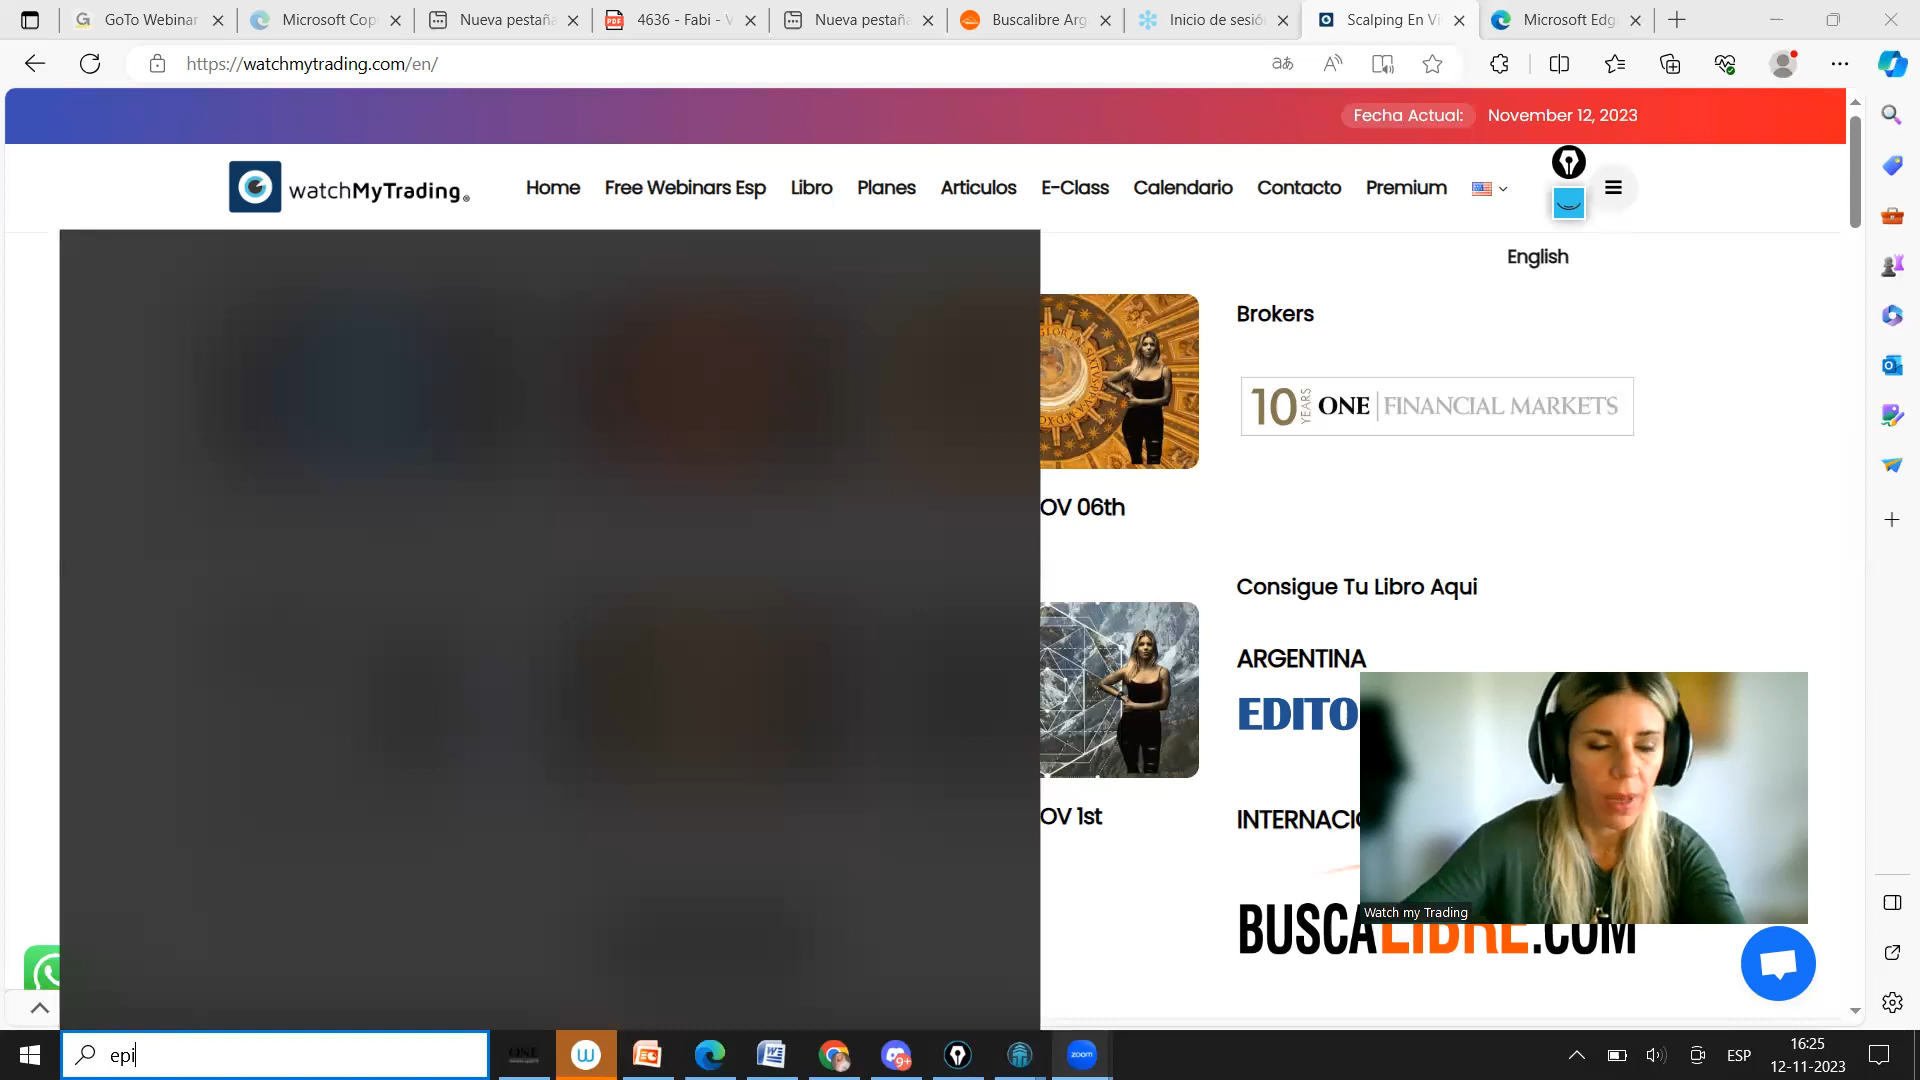 GoTo Webinar
Microsoft Cop
Nueva pestaña
4636 - Fabi - V
Nueva pestaña
Buscalibre Arg
Inicio de sesió
Scalping En Vi
Microsoft Edg
https://watchmytrading.com/en/
Fecha Actual: November 12, 2023
watchMyTrading®
Home
Free Webinars Esp
Libro
Planes
Articulos
E-Class
Calendario
Contacto
Premium
English
Brokers
10 YEARS ONE FINANCIAL MARKETS
OV 06th
Consigue Tu Libro Aqui
ARGENTINA
EDITO
OV 1st
INTERNACI
Watch my Trading
BUSCALIBRE.COM
epi
ONE
zoom
9+
ESP
16:25
12-11-2023